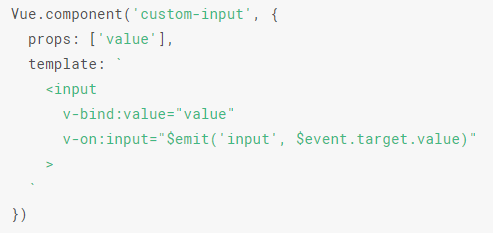 Vue.component('custom-input', {
  props: ['value'],
  template: `
    <input
      v-bind:value="value"
      v-on:input="$emit('input', $event.target.value)"
    >
  `
})